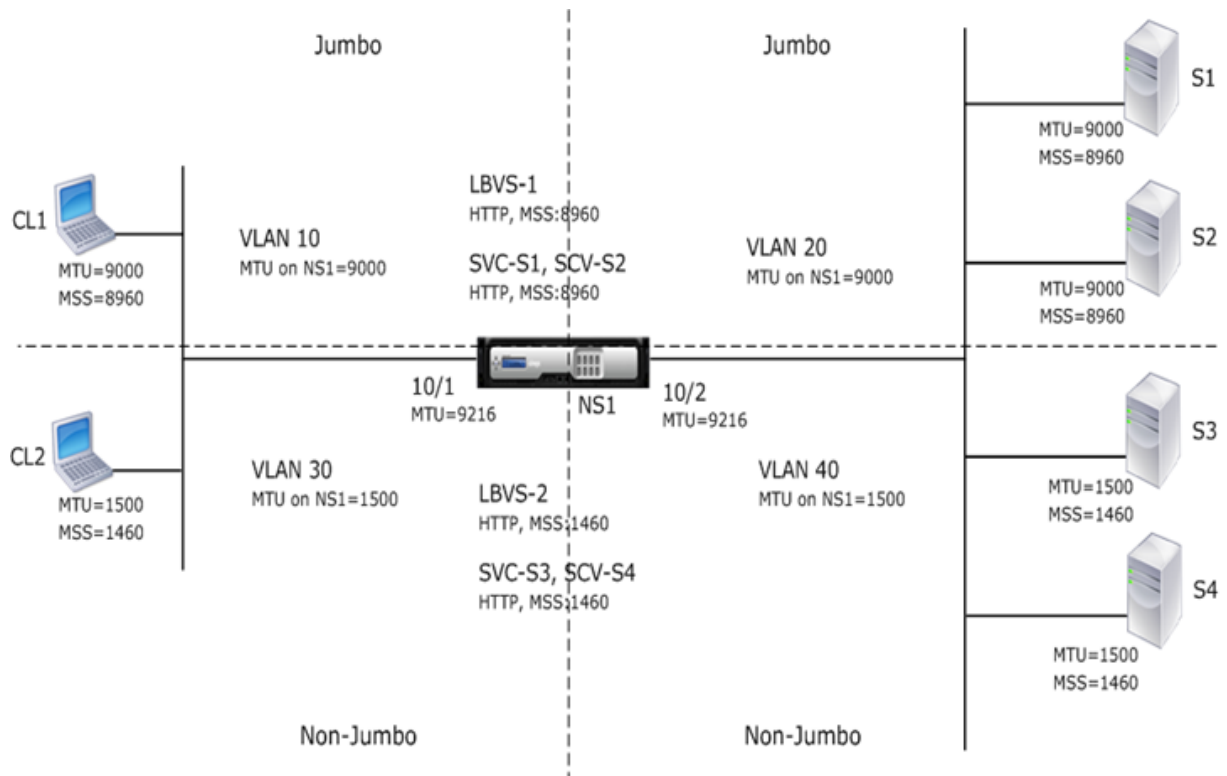 Jumbo
Jumbo
S1
MTU=9000
MSS=8960
LBVS-1
HTTP, MSS:8960
CL1
VLAN 10
MTU on NS1=9000
SVC-S1, SCV-S2
HTTP, MSS:8960
VLAN 20
MTU on NS1=9000
S2
MTU=9000
MSS=8960
MTU=9000
MSS=8960
10/1
MTU=9216
NS1
10/2
MTU=9216
S3
CL2
VLAN 30
MTU on NS1=1500
VLAN 40
MTU on NS1=1500
MTU=1500
MSS=1460
LBVS-2
HTTP, MSS:1460
MTU=1500
MSS=1460
SVC-S3, SCV-S4
HTTP, MSS:1460
S4
MTU=1500
MSS=1460
Non-Jumbo
Non-Jumbo